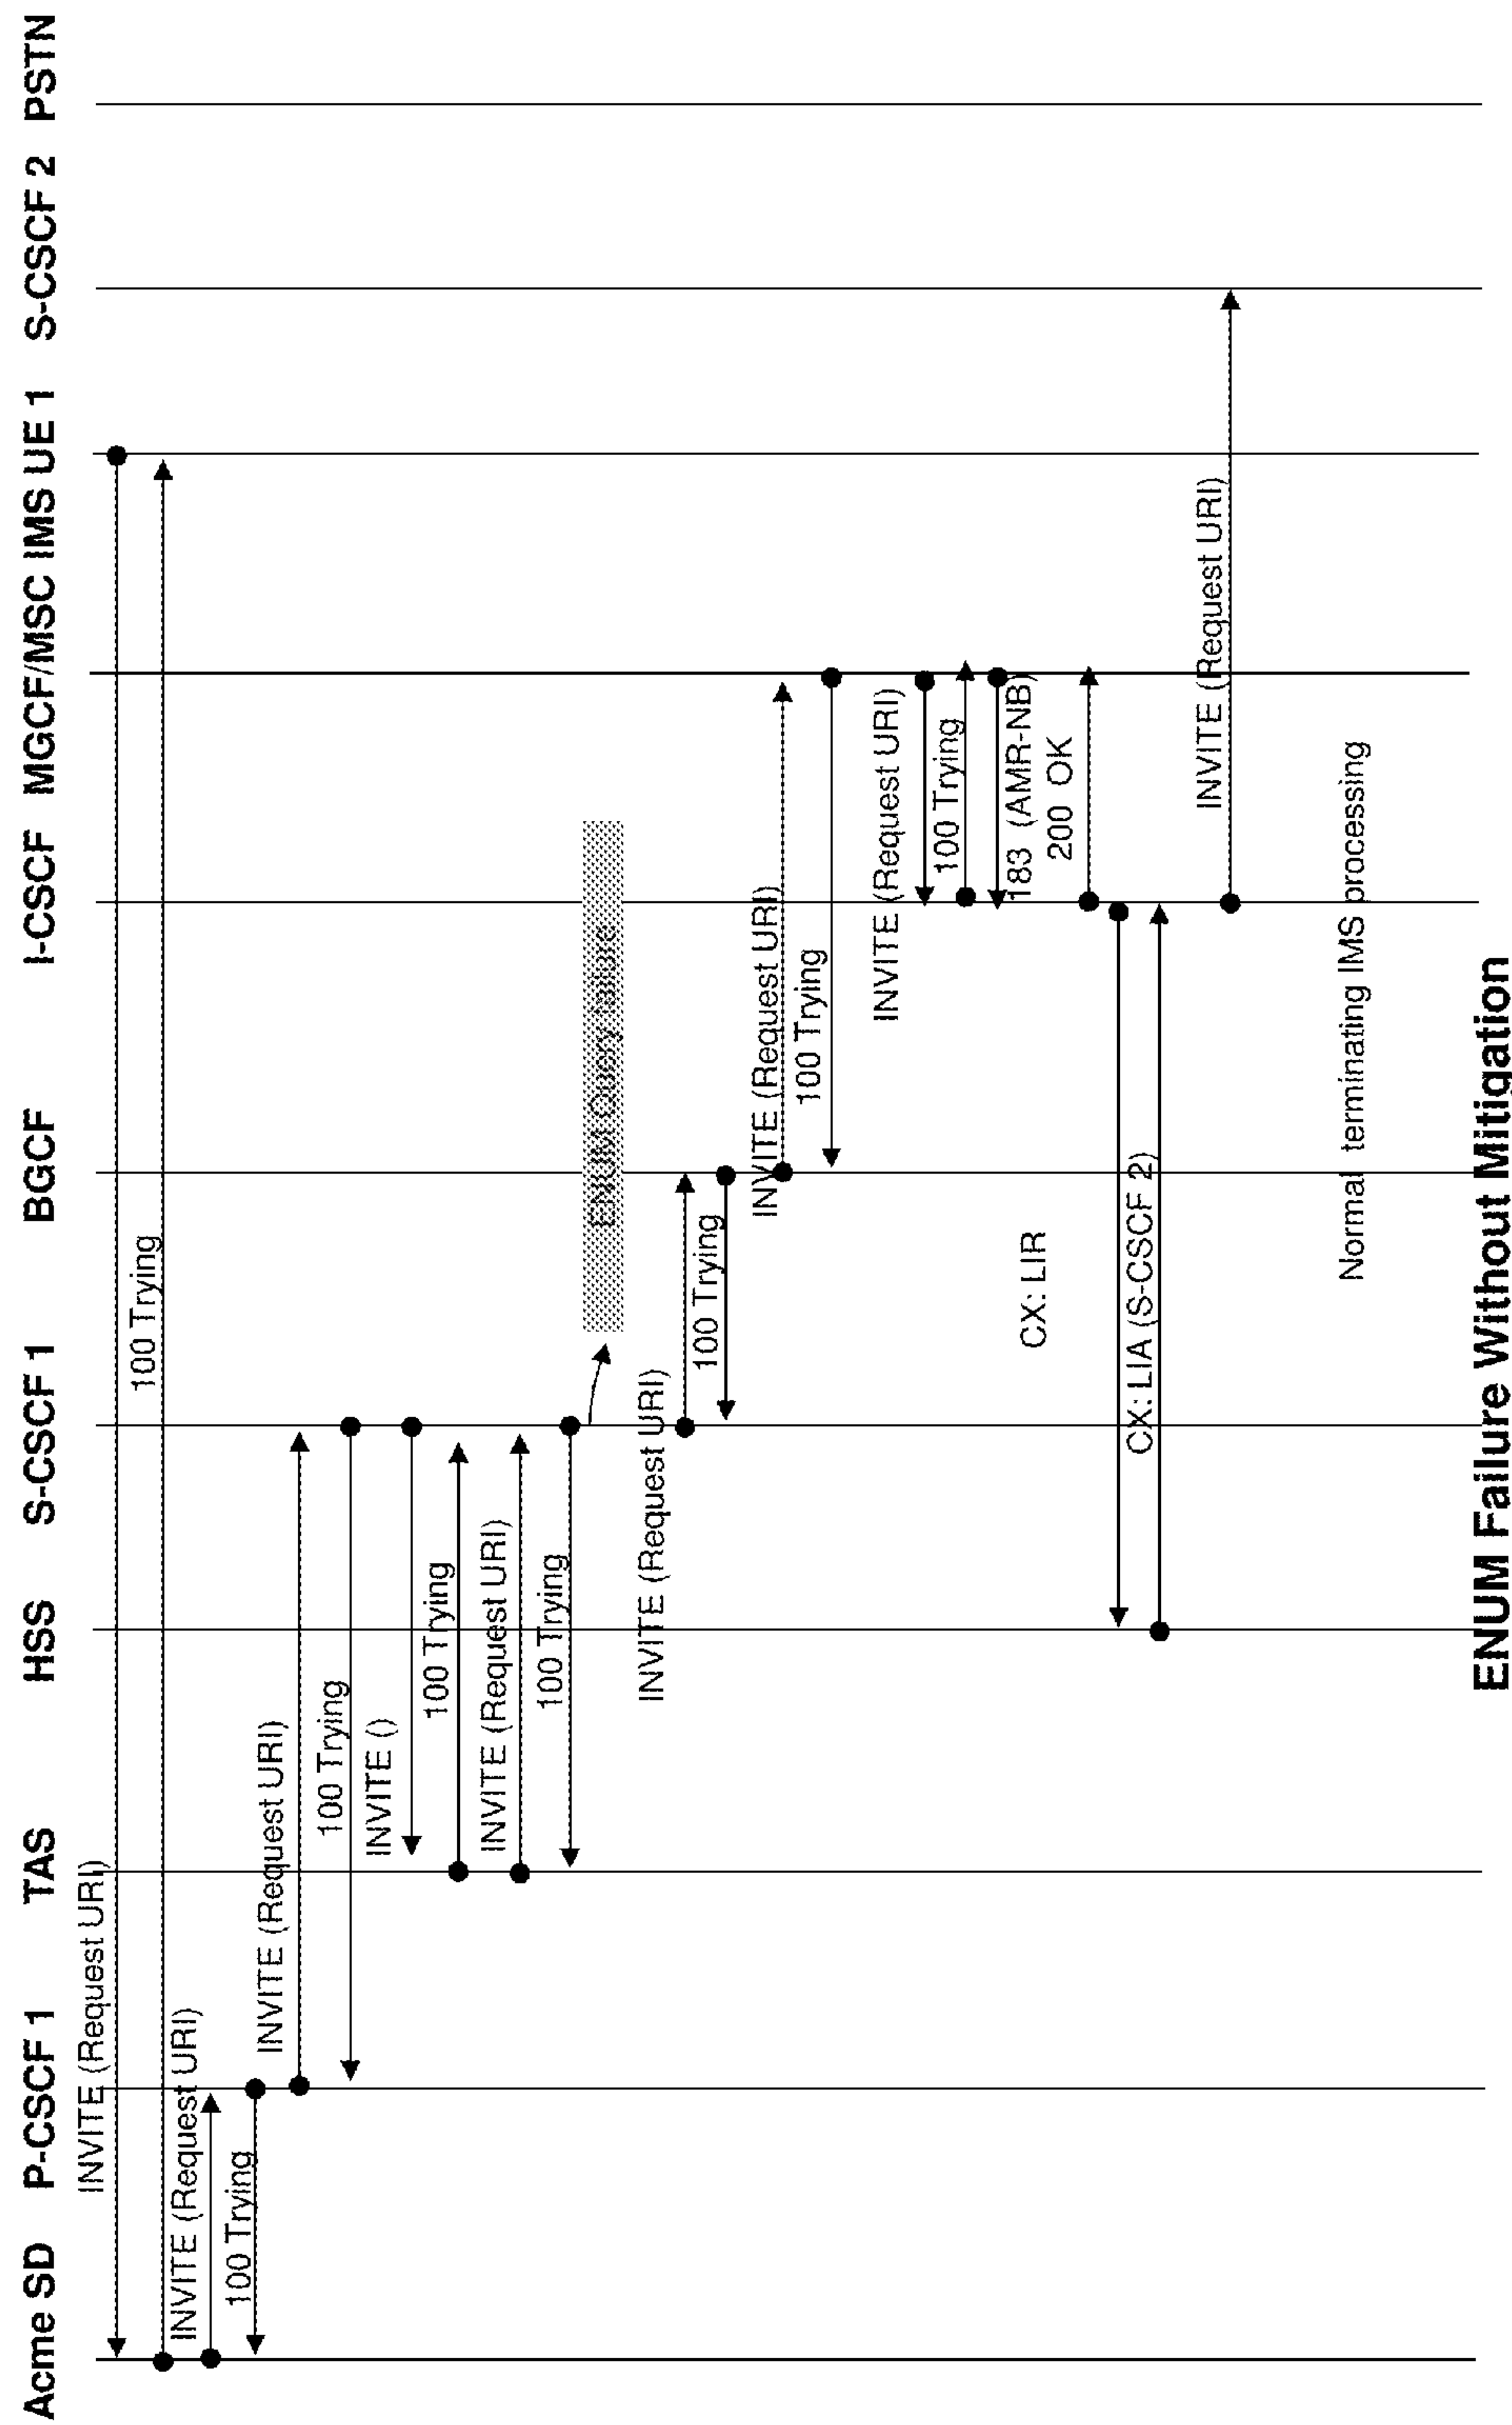 Acme SD P-CSCF 1 TAS HSS S-CSCF 1 BGCF I-CSCF MGCF/MSC IMS UE 1 S-CSCF 2 PSTN
INVITE (Request URI)
100 Trying
INVITE (Request URI)
100 Trying
INVITE (Request URI)
100 Trying
INVITE ()
100 Trying
INVITE (Request URI)
100 Trying
ENUM Query failure
INVITE (Request URI)
100 Trying
INVITE (Request URI)
100 Trying
INVITE (Request URI)
100 Trying
183 (AMR-NB)
200 OK
CX: LIR
CX: LIA (S-CSCF 2)
INVITE (Request URI)
Normal terminating IMS processing
ENUM Failure Without Mitigation